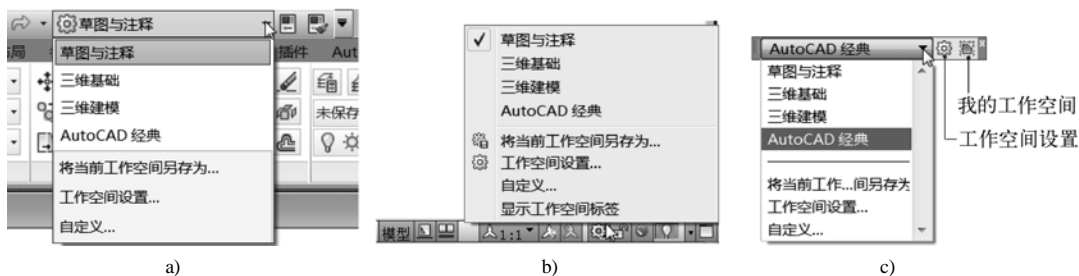 草图与注释
局
插件
Aut
草图与注释
三维基础
三维建模
AutoCAD 经典
未保存
将当前工作空间另存为...
工作空间设置...
自定义...
a)
草图与注释
三维基础
三维建模
AutoCAD 经典
将当前工作空间另存为...
工作空间设置...
自定义...
显示工作空间标签
模型
1:1
b)
AutoCAD 经典
草图与注释
三维基础
三维建模
AutoCAD 经典
将当前工作...间另存为
工作空间设置...
自定义...
我的工作空间
工作空间设置
c)